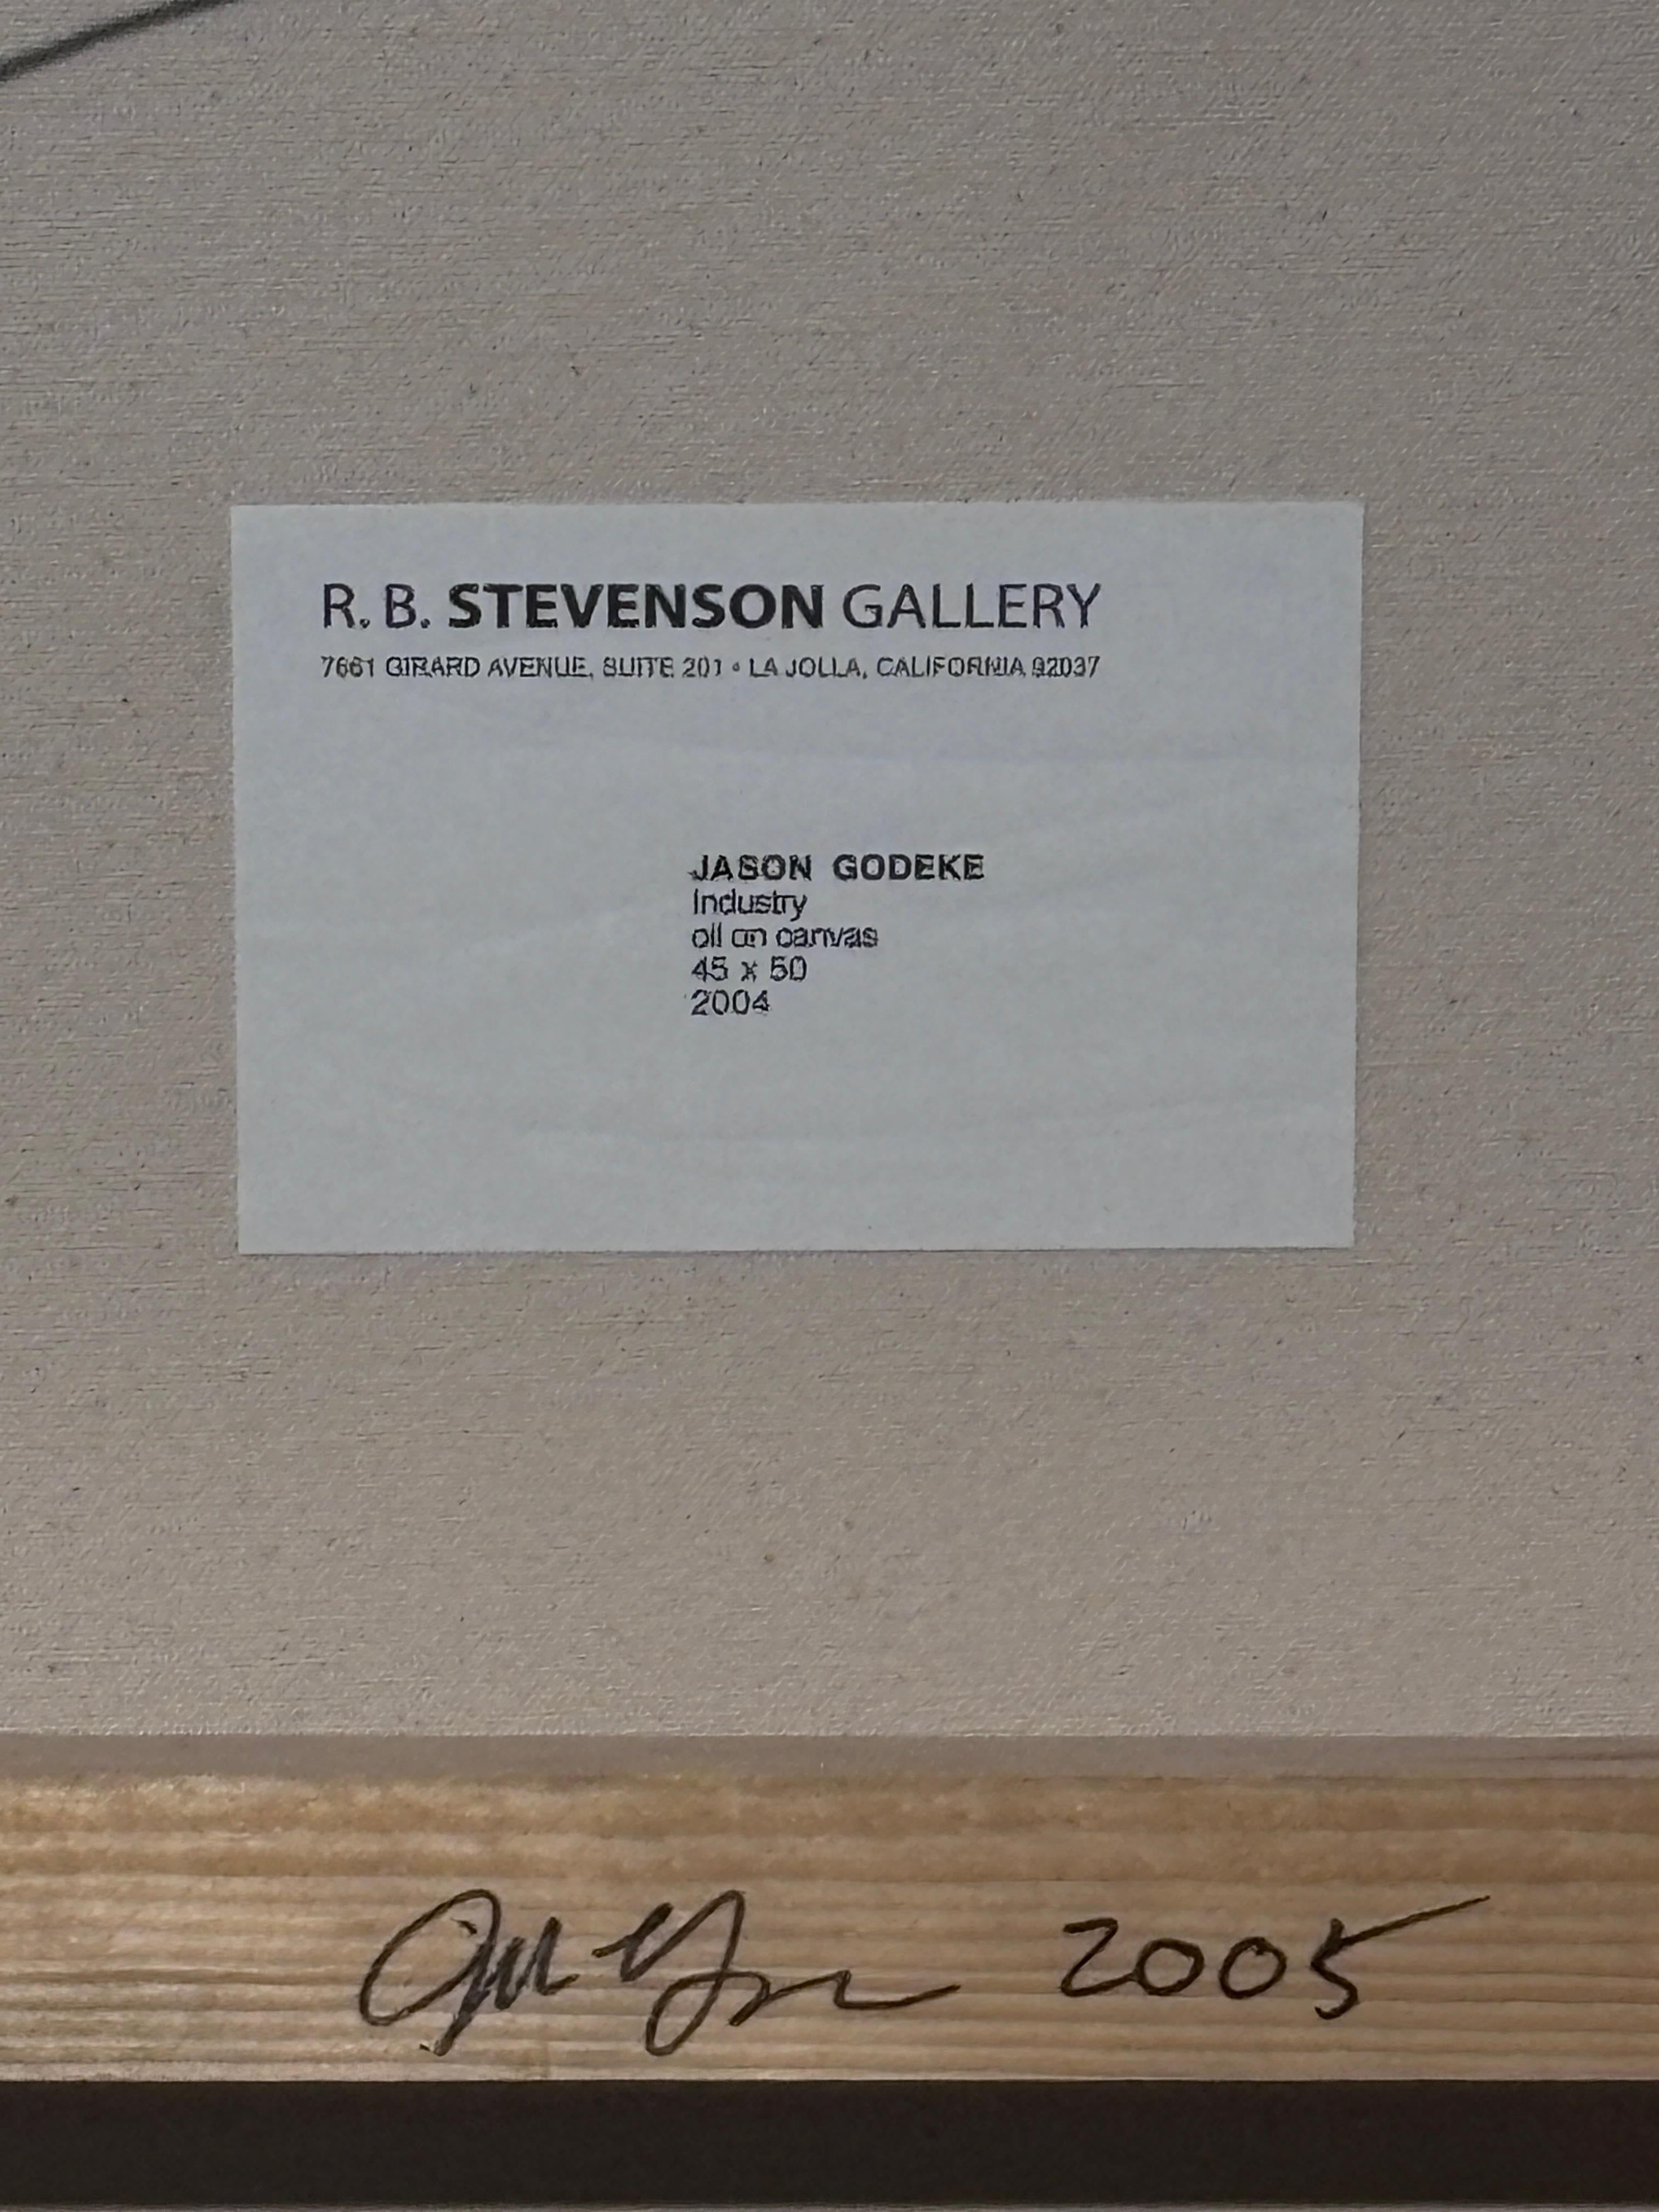 R. B. STEVENSON GALLERY
7661 GIRARD AVENUE, SUITE 201 • LA JOLLA, CALIFORNIA 92037
JASON GODEKE
Industry
oil on canvas
45 x 50
2004
2005